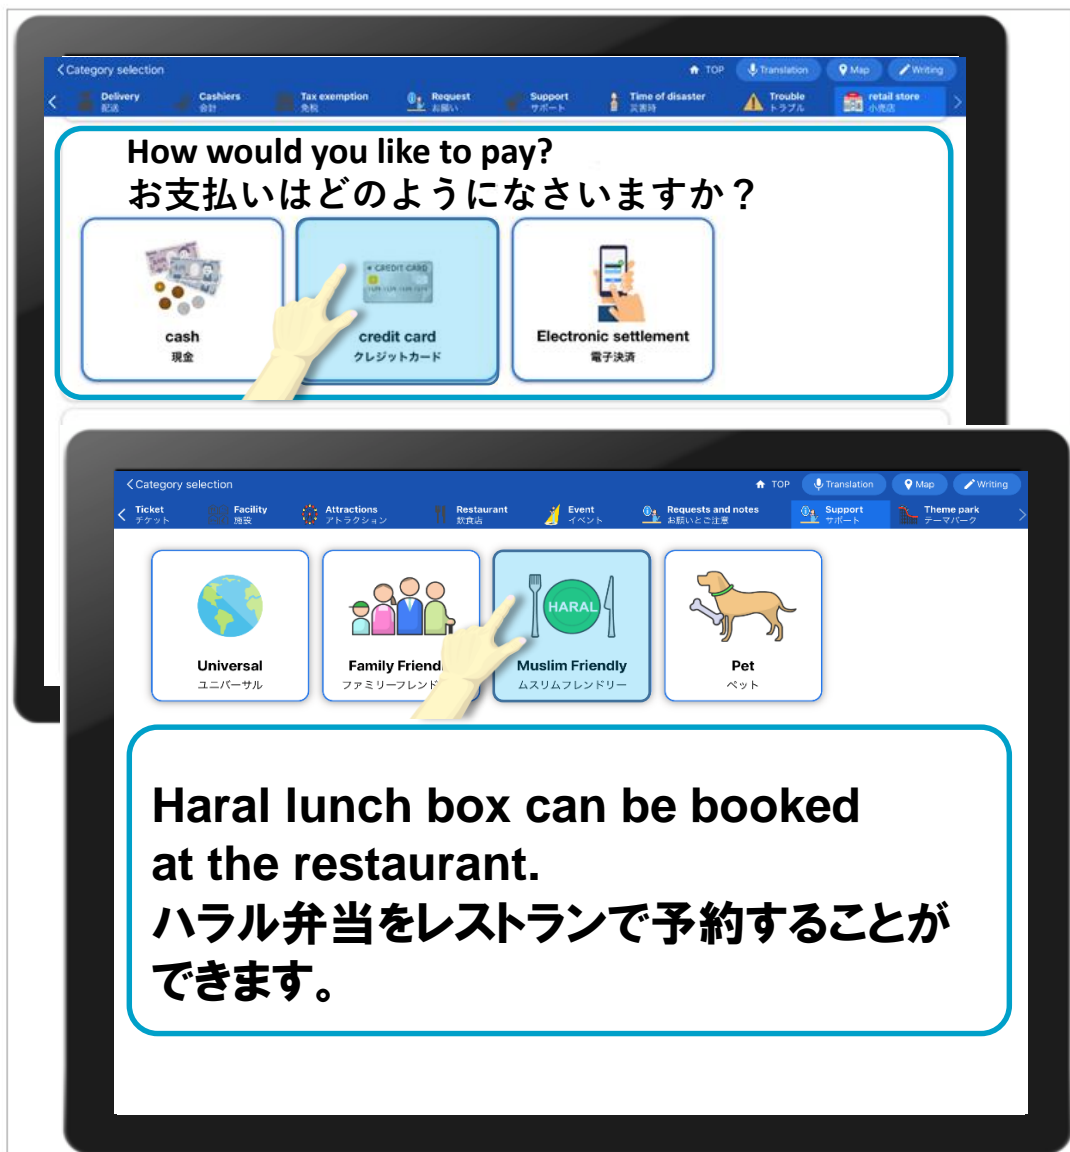 Category selection
TOP
Translation
Map
Writing
Delivery
配送
Cashiers
会計
Tax exemption
免税
Request
お願い
Support
サポート
Time of disaster
災害時
Trouble
トラブル
retail store
小売店
How would you like to pay?
お支払いはどのようになさいますか？
CREDIT CARD
cash
現金
credit card
クレジットカード
Electronic settlement
電子決済
Category selection
TOP
Translation
Map
Writing
Ticket
チケット
Facility
施設
Attractions
アトラクション
Restaurant
飲食店
Event
イベント
Requests and notes
お願いとご注意
Support
サポート
Theme park
テーマパーク
HARAL
Universal
ユニバーサル
Family Friend
ファミリーフレンド
Muslim Friendly
ムスリムフレンドリー
Pet
ペット
Haral lunch box can be booked
at the restaurant.
ハラル弁当をレストランで予約することが
できます。